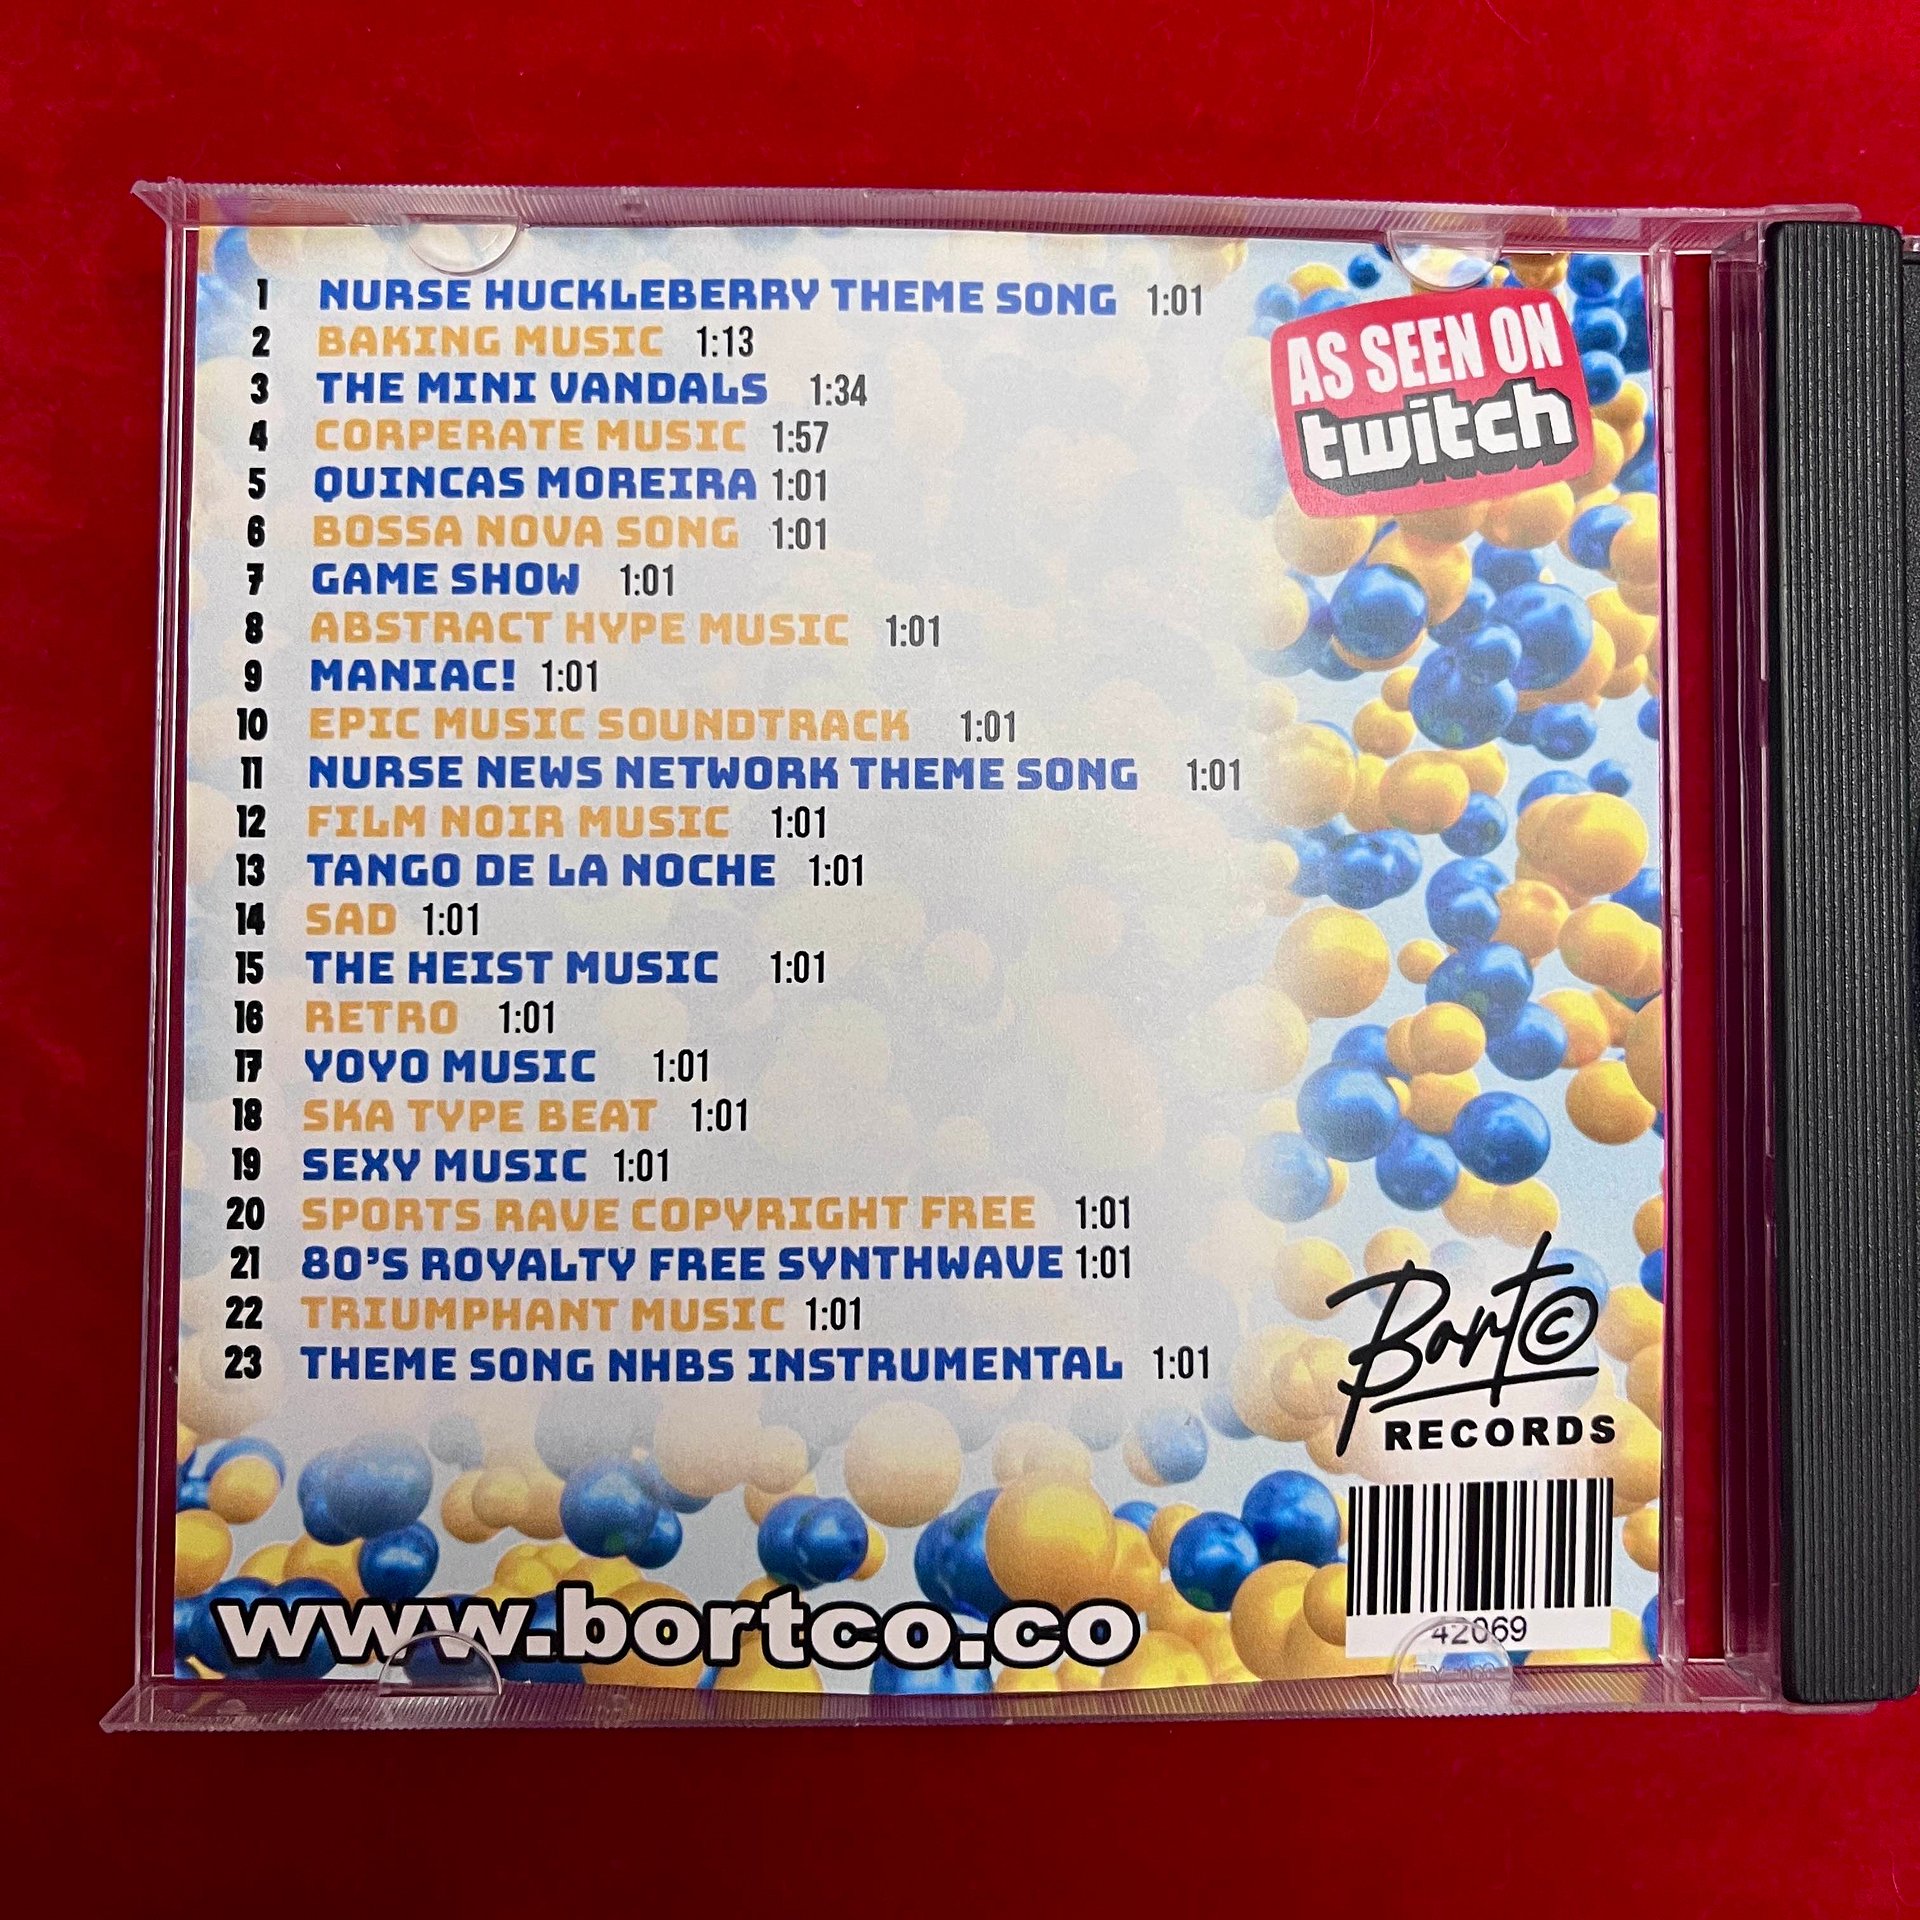 1 NURSE HUCKLEBERRY THEME SONG 1:01
2 BAKING MUSIC 1:13
3 THE MINI VANDALS 1:34
4 CORPERATE MUSIC 1:57
5 QUINCAS MOREIRA 1:01
6 BOSSA NOVA SONG 1:01
7 GAME SHOW 1:01
8 ABSTRACT HYPE MUSIC 1:01
9 MANIAC! 1:01
10 EPIC MUSIC SOUNDTRACK 1:01
11 NURSE NEWS NETWORK THEME SONG 1:01
12 FILM NOIR MUSIC 1:01
13 TANGO DE LA NOCHE 1:01
14 SAD 1:01
15 THE HEIST MUSIC 1:01
16 RETRO 1:01
17 YOYO MUSIC 1:01
18 SKA TYPE BEAT 1:01
19 SEXY MUSIC 1:01
20 SPORTS RAVE COPYRIGHT FREE 1:01
21 80'S ROYALTY FREE SYNTHWAVE 1:01
22 TRIUMPHANT MUSIC 1:01
23 THEME SONG NHBS INSTRUMENTAL 1:01
AS SEEN ON
twitch
Bort©
RECORDS
42069
www.bortco.co